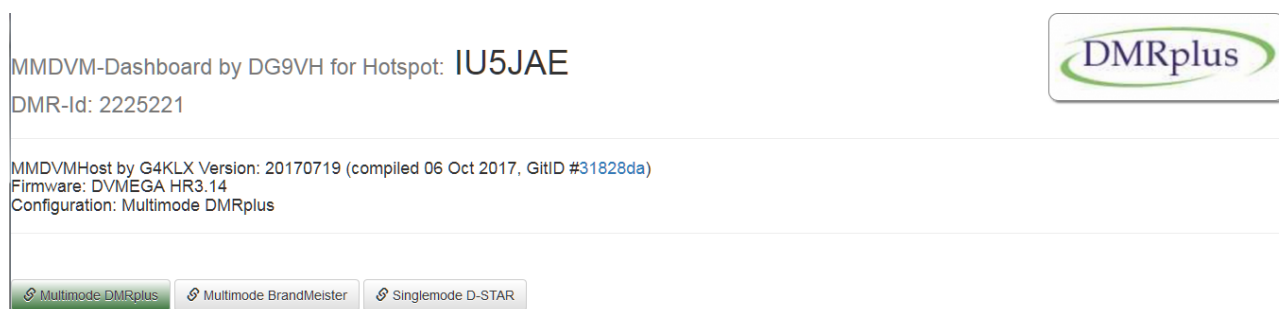 MMDVM-Dashboard by DG9VH for Hotspot: IU5JAE
DMRplus
DMR-Id: 2225221
MMDVMHost by G4KLX Version: 20170719 (compiled 06 Oct 2017, GitID #31828da)
Firmware: DVMEGA HR3.14
Configuration: Multimode DMRplus
Multimode DMRplus
Multimode BrandMeister
Singlemode D-STAR